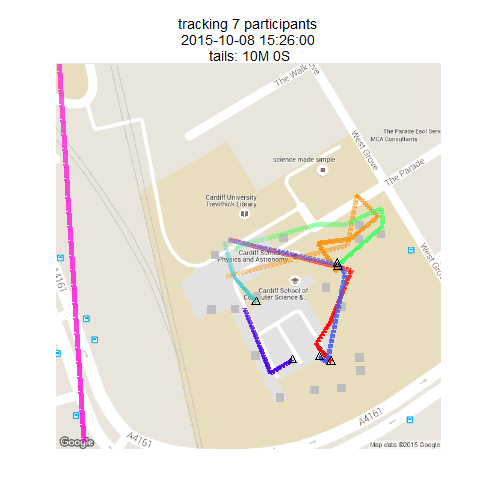 tracking 7 participants
2015-10-08 15:26:00
tails: 10M 0S
The Walk
West Grove
The Parade Esol Serv
MCA Consultants
science made simple
The Parade
Cardiff University
Trevithick Library
West Grove
Cardiff School of
Physics and Astronomy
Cardiff School of
Computer Science &...
A4161
A4161
A4161
Google
Map data ©2015 Google